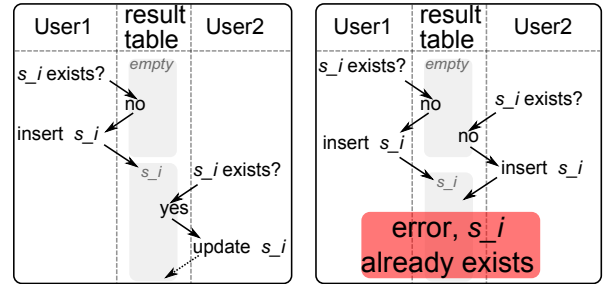 User1
result
table
User2
empty
s_i exists?
no
insert s_i
s_i
s_i exists?
yes
update s_i
User1
result
table
User2
empty
s_i exists?
no
s_i exists?
insert s_i
no
insert s_i
s_i
error, s_i
already exists